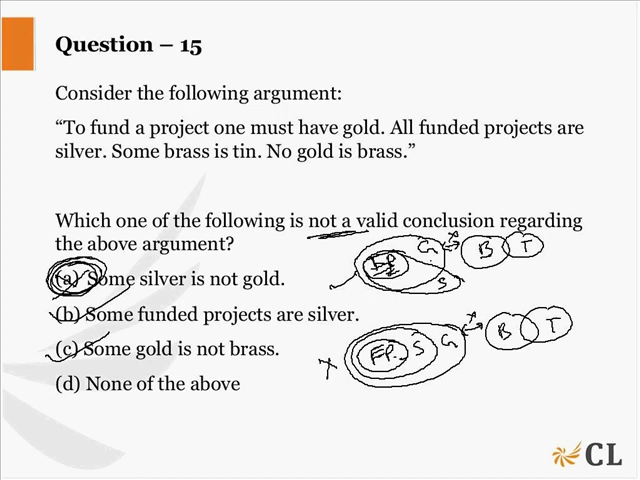 Question – 15
Consider the following argument:
“To fund a project one must have gold. All funded projects are
silver. Some brass is tin. No gold is brass.”
Which one of the following is not a valid conclusion regarding
the above argument?
(a) Some silver is not gold.
(b) Some funded projects are silver.
(c) Some gold is not brass.
(d) None of the above
FP G S B T
FP S G B T
CL